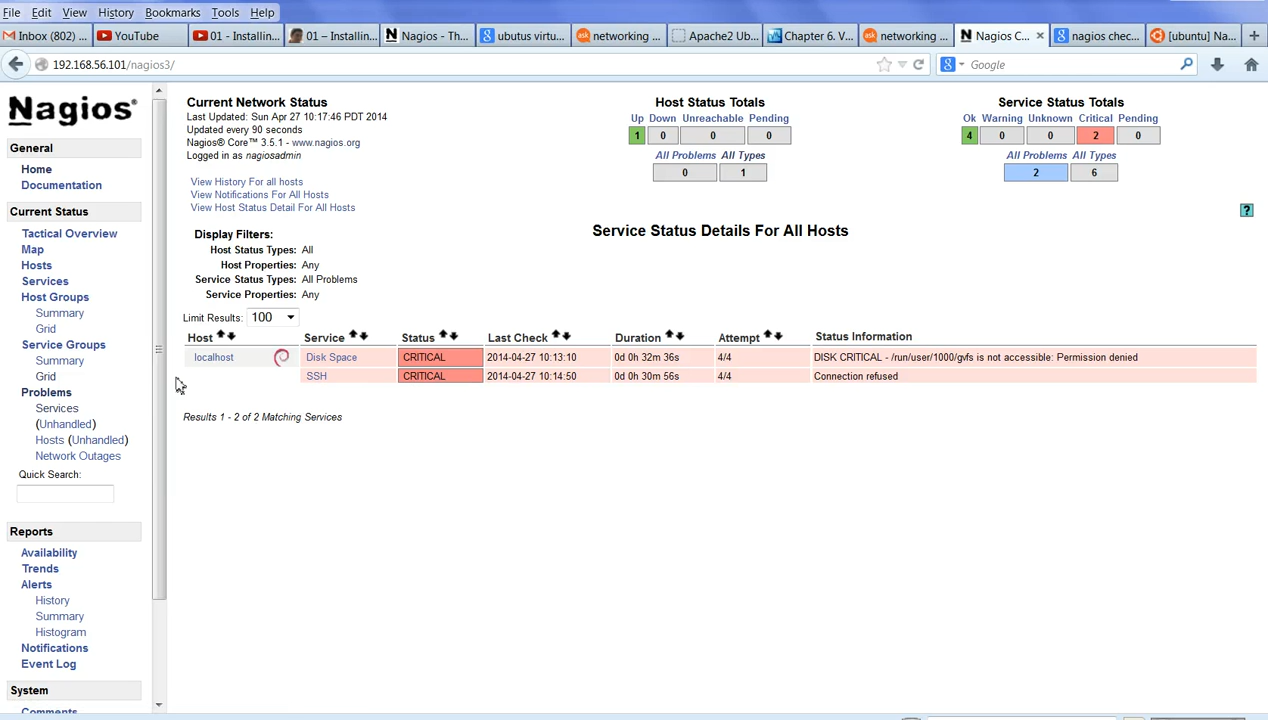 File Edit View History Bookmarks Tools Help
Inbox (802) ... YouTube 01 - Installin... 01 – Installin... Nagios - Th... ubutus virtu... networking ... Apache2 Ub... Chapter 6. V... networking ... Nagios C... nagios chec... [ubuntu] Na...
192.168.56.101/nagios3/ Google
Nagios®
General
Home
Documentation
Current Status
Tactical Overview
Map
Hosts
Services
Host Groups
Summary
Grid
Service Groups
Summary
Grid
Problems
Services
(Unhandled)
Hosts (Unhandled)
Network Outages
Quick Search:
Reports
Availability
Trends
Alerts
History
Summary
Histogram
Notifications
Event Log
System
Comments
Current Network Status
Last Updated: Sun Apr 27 10:17:46 PDT 2014
Updated every 90 seconds
Nagios® Core™ 3.5.1 - www.nagios.org
Logged in as nagiosadmin
View History For all hosts
View Notifications For All Hosts
View Host Status Detail For All Hosts
Host Status Totals
Up Down Unreachable Pending
1 0 0 0
All Problems All Types
0 1
Service Status Totals
Ok Warning Unknown Critical Pending
4 0 0 2 0
All Problems All Types
2 6
?
Display Filters:
Host Status Types: All
Host Properties: Any
Service Status Types: All Problems
Service Properties: Any
Service Status Details For All Hosts
Limit Results: 100
Host Service Status Last Check Duration Attempt Status Information
localhost Disk Space CRITICAL 2014-04-27 10:13:10 0d 0h 32m 36s 4/4 DISK CRITICAL - /run/user/1000/gvfs is not accessible: Permission denied
SSH CRITICAL 2014-04-27 10:14:50 0d 0h 30m 56s 4/4 Connection refused
Results 1 - 2 of 2 Matching Services